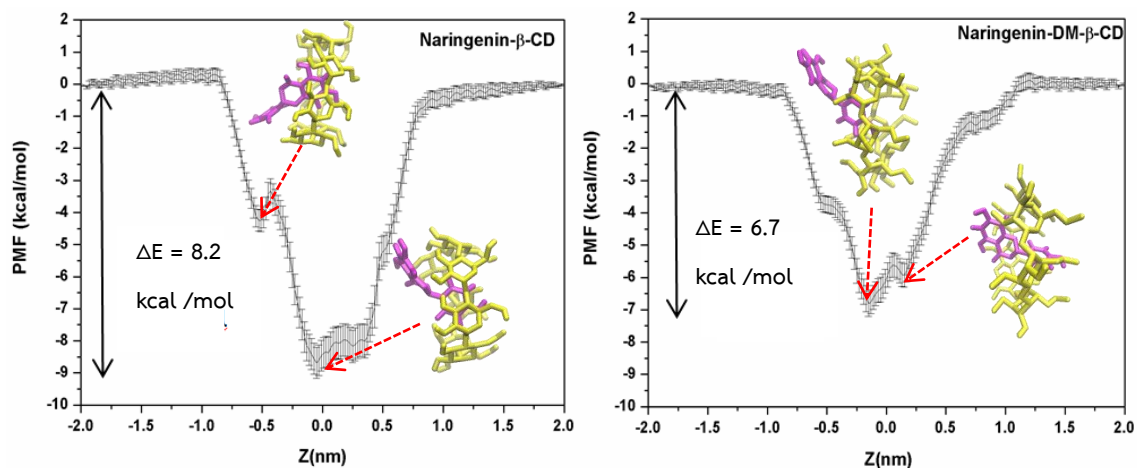 Naringenin-β-CD
PMF (kcal/mol)
2
1
0
-1
-2
-3
-4
-5
-6
-7
-8
-9
-10
ΔE = 8.2
kcal /mol
-2.0 -1.5 -1.0 -0.5 0.0 0.5 1.0 1.5 2.0
Z(nm)
Naringenin-DM-β-CD
PMF (kcal/mol)
2
1
0
-1
-2
-3
-4
-5
-6
-7
-8
-9
-10
ΔE = 6.7
kcal /mol
-2.0 -1.5 -1.0 -0.5 0.0 0.5 1.0 1.5 2.0
Z(nm)